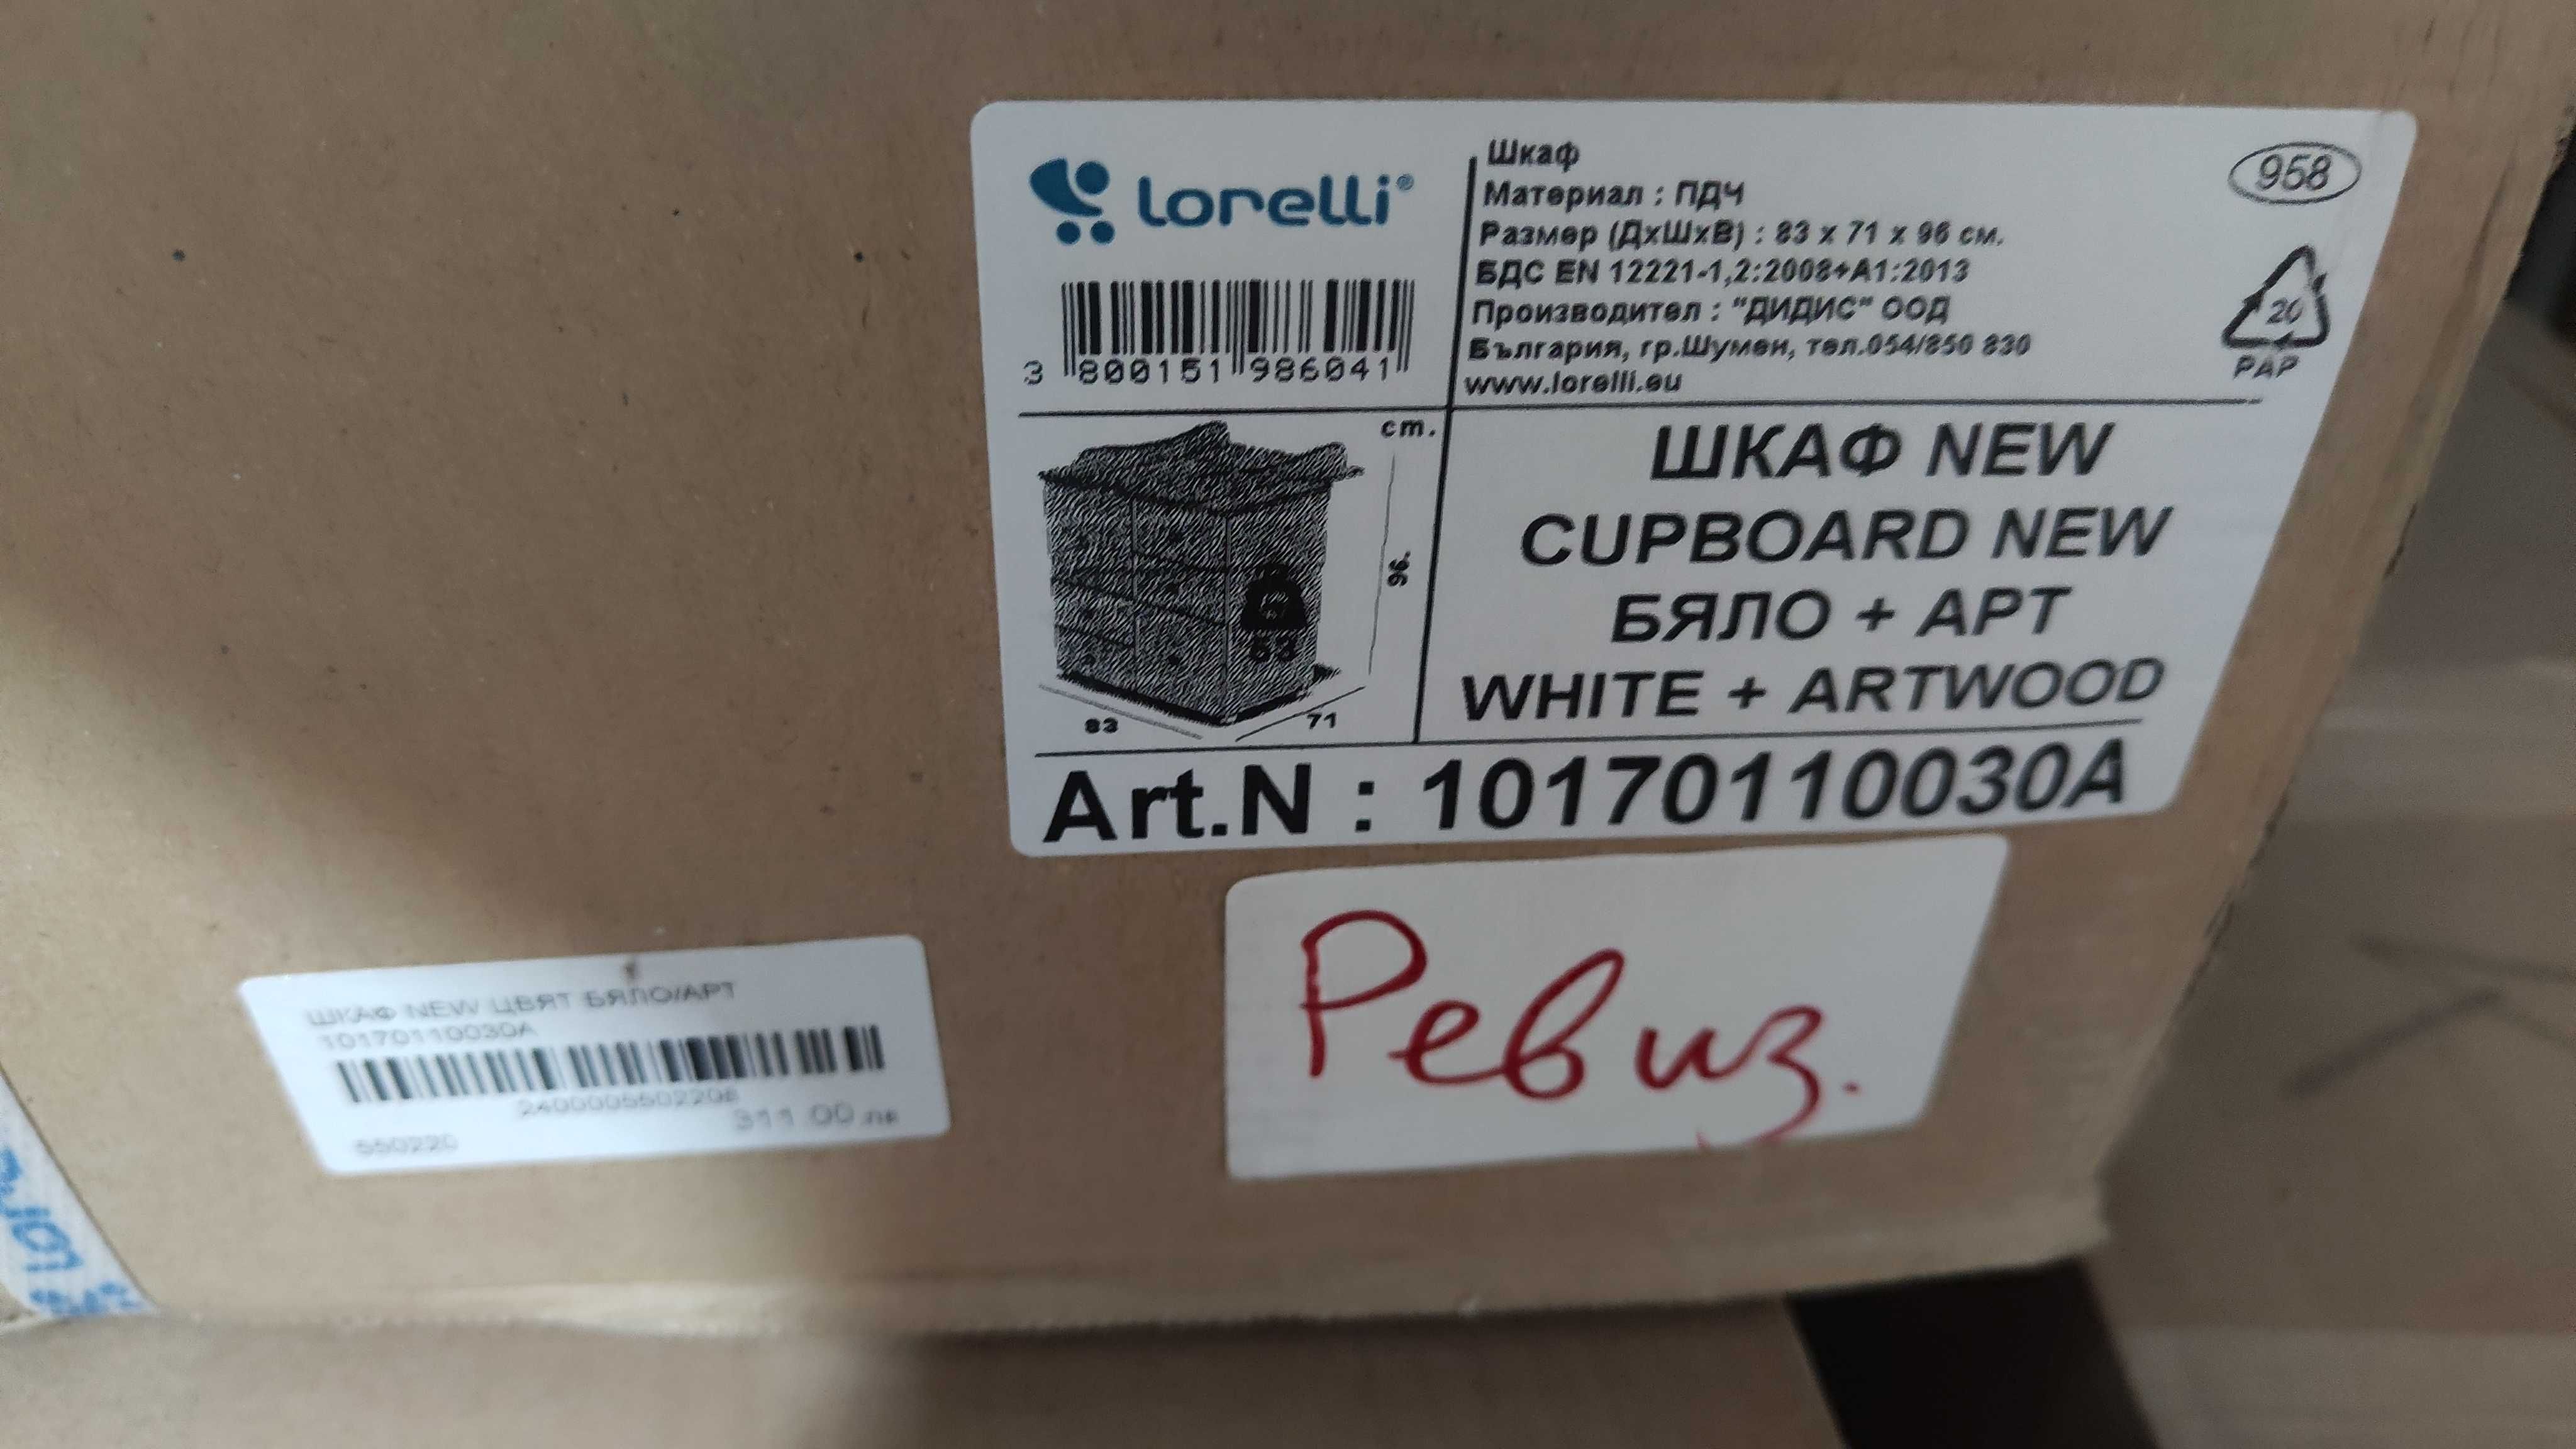 lorelli®
3 800151 986041
Шкаф
Материал : ПДЧ
Размер (ДхШхВ) : 83 x 71 x 96 см.
БДС EN 12221-1,2:2008+A1:2013
Производител : "ДИДИС" ООД
България, гр.Шумен, тел.054/850 830
www.lorelli.eu
958
20
PAP
cm.
96.
83
71
53
ШКАФ NEW
CUPBOARD NEW
БЯЛО + АРТ
WHITE + ARTWOOD
Art.N : 10170110030A
Ревиз.
ШКАФ NEW ЦВЯТ БЯЛО/АРТ
10170110030A
311.00 лв
550220